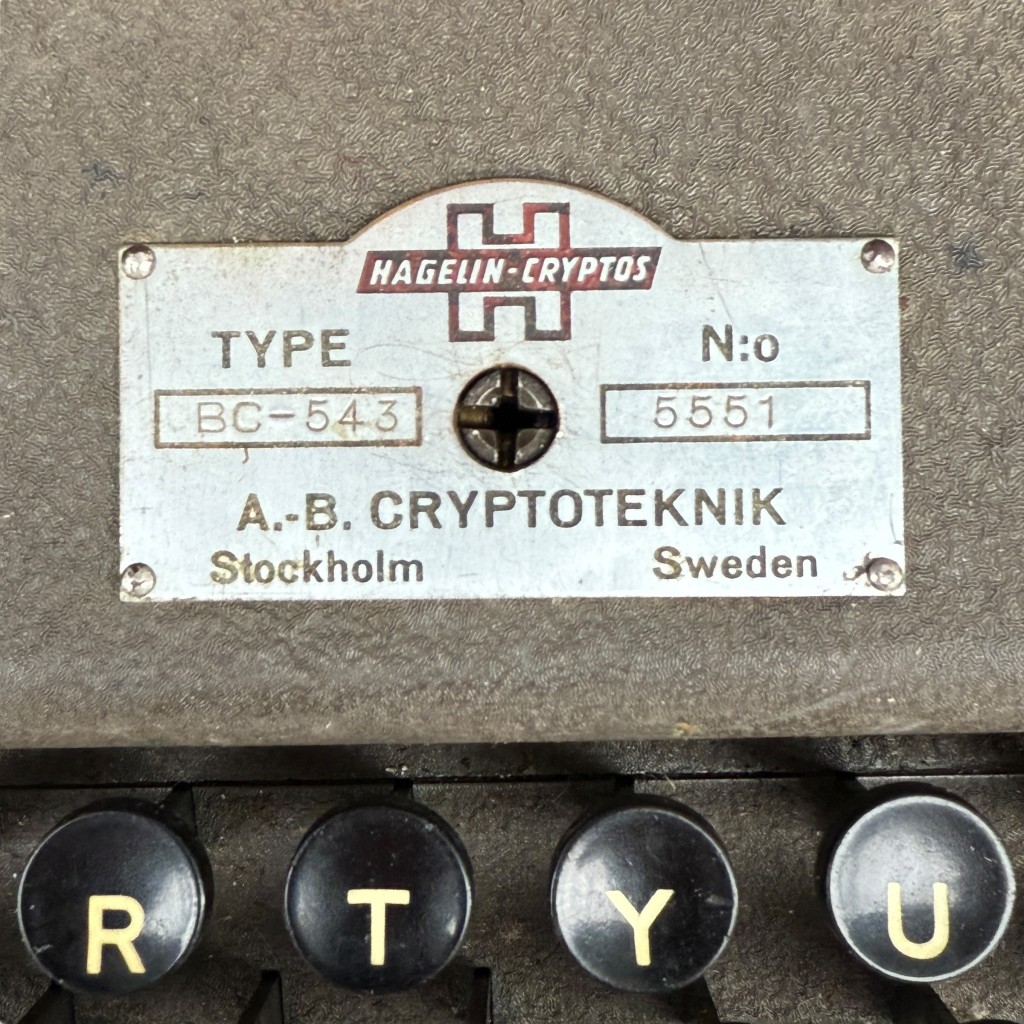 HAGELIN-CRYPTOS
TYPE N:o
BC-543 5551
A.-B. CRYPTOTEKNIK
Stockholm Sweden
R T Y U